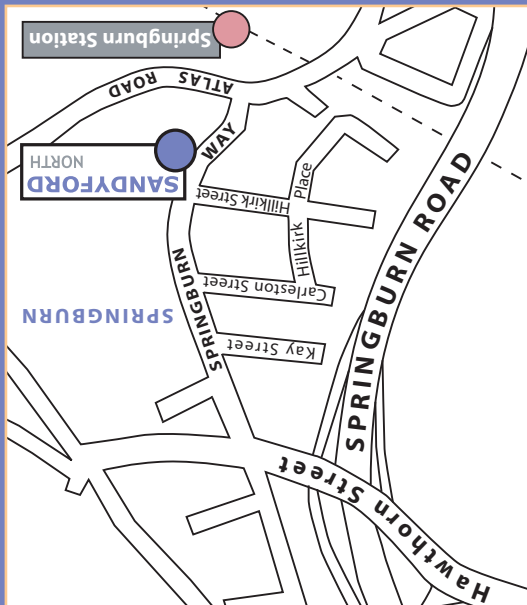 Springburn Station
ATLAS ROAD
SANDYFORD
NORTH
SPRINGBURN WAY
Hillkirk Street
Hillkirk Place
Carleston Street
SPRINGBURN
Kay Street
SPRINGBURN ROAD
Hawthorn Street